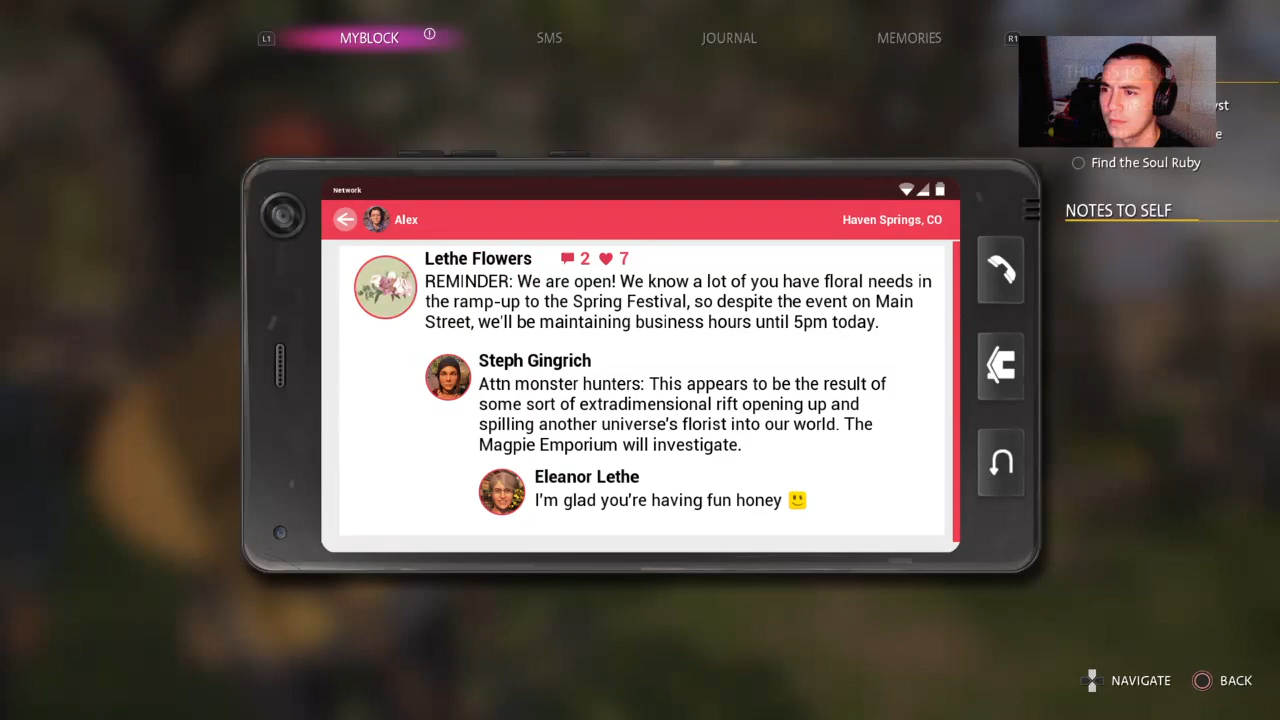 L1
MYBLOCK
SMS
JOURNAL
MEMORIES
R1
Network
Alex
Haven Springs, CO
Lethe Flowers 2 7
REMINDER: We are open! We know a lot of you have floral needs in
the ramp-up to the Spring Festival, so despite the event on Main
Street, we'll be maintaining business hours until 5pm today.
Steph Gingrich
Attn monster hunters: This appears to be the result of
some sort of extradimensional rift opening up and
spilling another universe's florist into our world. The
Magpie Emporium will investigate.
Eleanor Lethe
I'm glad you're having fun honey
Find the Soul Ruby
NOTES TO SELF
NAVIGATE
BACK